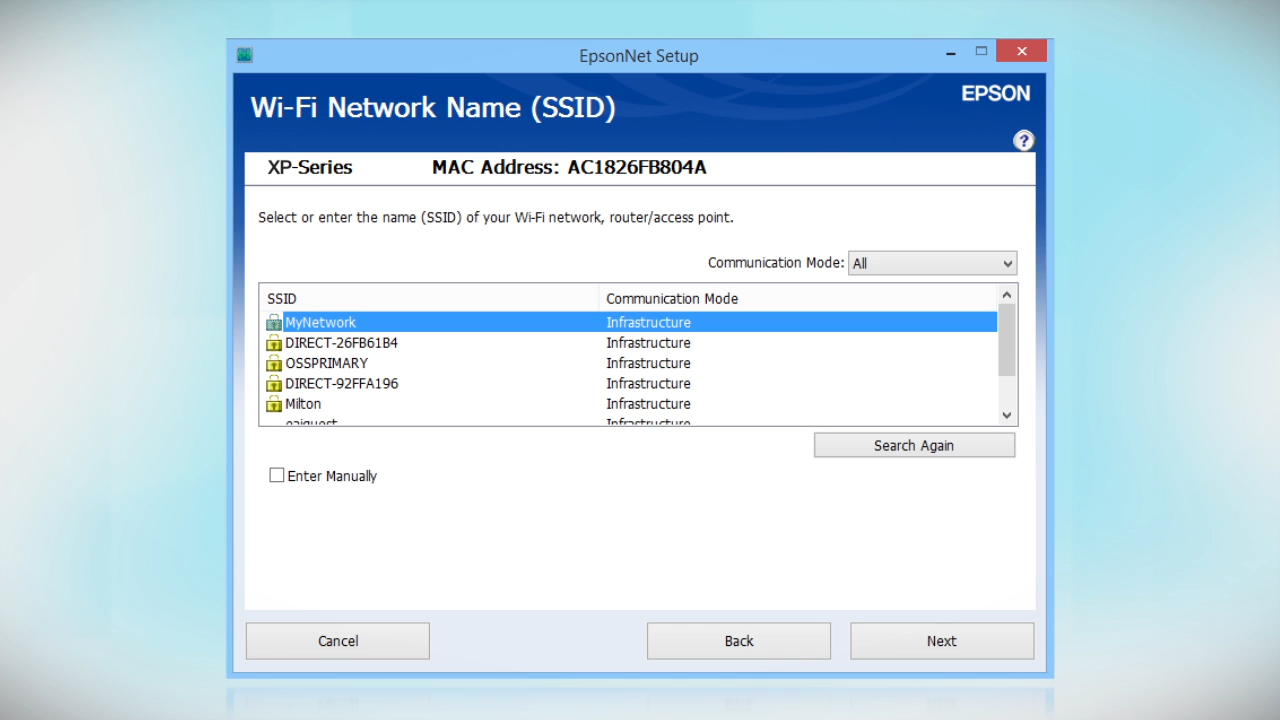 EpsonNet Setup
Wi-Fi Network Name (SSID)
EPSON
?
XP-Series MAC Address: AC1826FB804A
Select or enter the name (SSID) of your Wi-Fi network, router/access point.
Communication Mode: All
SSID Communication Mode
MyNetwork Infrastructure
DIRECT-26FB61B4 Infrastructure
OSSPRIMARY Infrastructure
DIRECT-92FFA196 Infrastructure
Milton Infrastructure
Infrastructure
Search Again
Enter Manually
Cancel Back Next